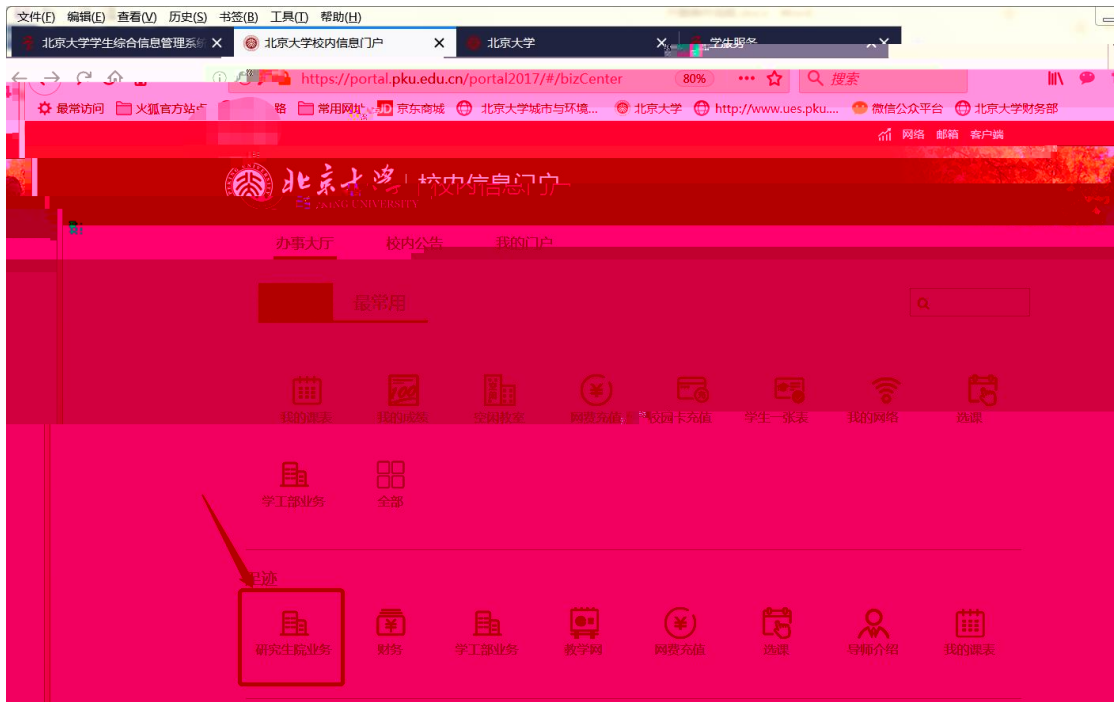 文件(F) 编辑(E) 查看(V) 历史(S) 书签(B) 工具(T) 帮助(H)
北京大学学生综合信息管理系统 北京大学校内信息门户 北京大学 学生服务
https://portal.pku.edu.cn/portal2017/#/bizCenter 80% 搜索
最常访问 火狐官方站点 常用网址 JD 京东商城 北京大学城市与环境... 北京大学 http://www.ues.pku.... 微信公众平台 北京大学财务部
网络 邮箱 客户端
北京大学 校内信息门户
PEKING UNIVERSITY
办事大厅 校内公告 我的门户
最常用
我的课表 我的成绩 空闲教室 网费充值 校园卡充值 学生一张表 我的网络 选课
学工部业务 全部
足迹
研究生院业务 财务 学工部业务 教学网 网费充值 选课 导师介绍 我的课表